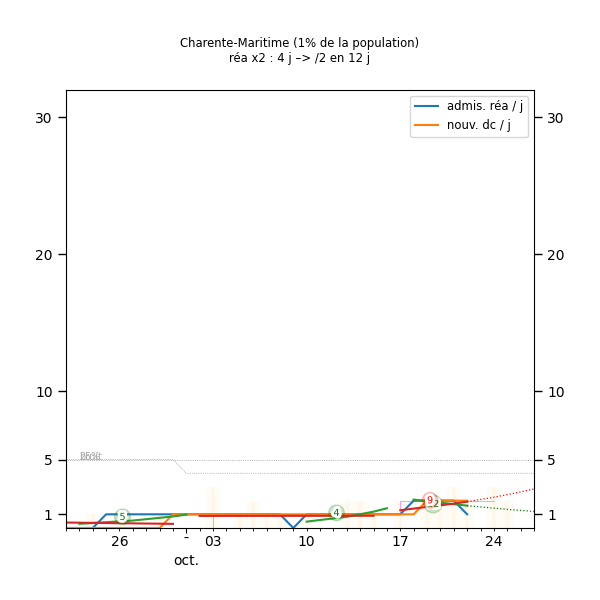 Charente-Maritime (1% de la population)
réa x2 : 4 j –> /2 en 12 j
admis. réa / j
nouv. dc / j
30 30
20 20
10 10
5 5
1 1
5
4
9
26 - 03 10 17 24
oct.